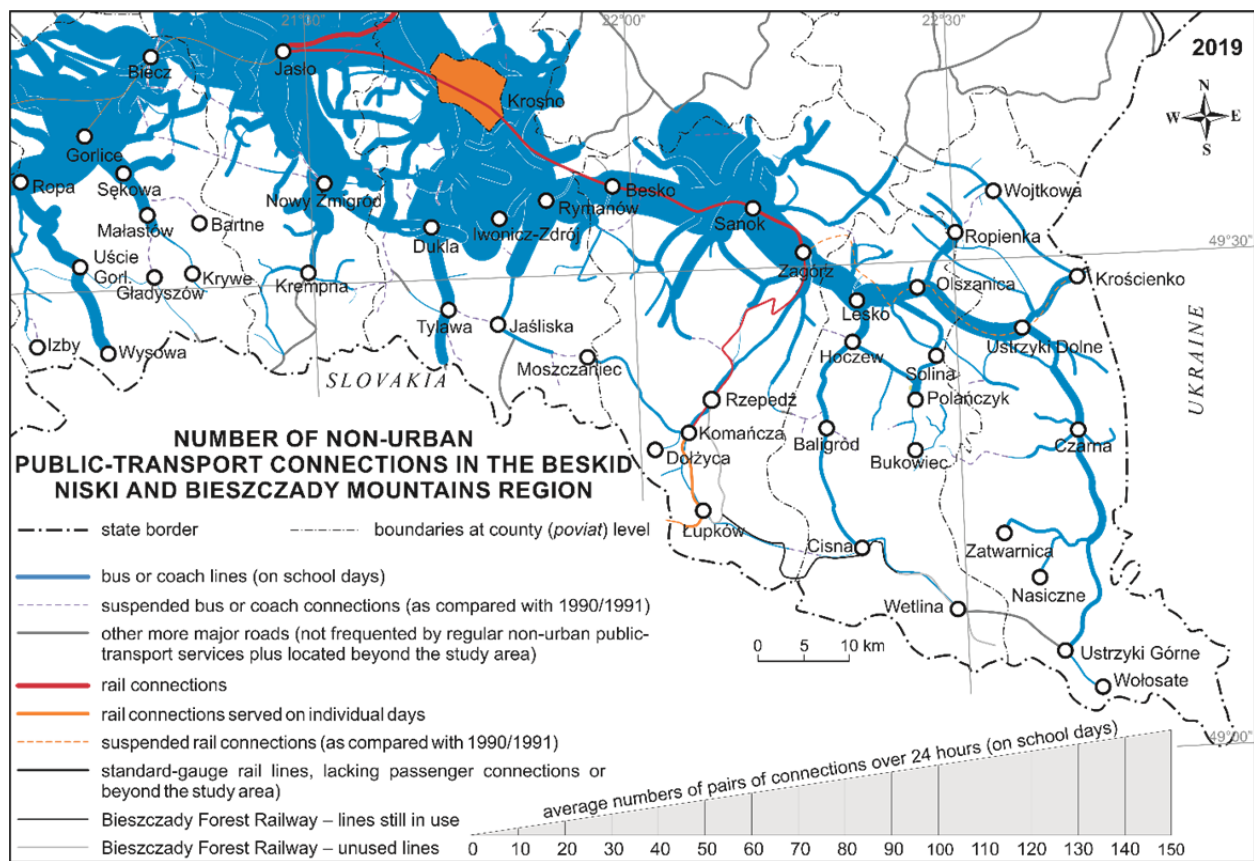 21°30"
22°00"
22°30"
2019
N
W E
S
Biecz
Jasło
Krosno
Gorlice
Ropa
Sękowa
Nowy Żmigród
Besko
Wojtkowa
Małastów
Bartne
Rymanów
Sanok
Dukla
Iwonicz-Zdrój
Ropienka
49°30"
Uście
Gorl.
Gładyszów
Krywe
Krempna
Zagórz
Olszanica
Krościenko
Lesko
Tylawa
Jaśliska
Ustrzyki Dolne
Izby
Wysowa
Hoczew
Solina
SLOVAKIA
Moszczaniec
UKRAINE
Rzepedź
Polańczyk
Komańcza
Baligród
Czarna
Dołżyca
Bukowiec
Łupków
Cisna
Zatwarnica
Nasiczne
Wetlina
Ustrzyki Górne
Wołosate
49°00"
NUMBER OF NON-URBAN
PUBLIC-TRANSPORT CONNECTIONS IN THE BESKID
NISKI AND BIESZCZADY MOUNTAINS REGION
state border
boundaries at county (poviat) level
bus or coach lines (on school days)
suspended bus or coach connections (as compared with 1990/1991)
other more major roads (not frequented by regular non-urban public-
transport services plus located beyond the study area)
rail connections
rail connections served on individual days
suspended rail connections (as compared with 1990/1991)
standard-gauge rail lines, lacking passenger connections or
beyond the study area)
Bieszczady Forest Railway – lines still in use
Bieszczady Forest Railway – unused lines
0 5 10 km
average numbers of pairs of connections over 24 hours (on school days)
0 10 20 30 40 50 60 70 80 90 100 110 120 130 140 150